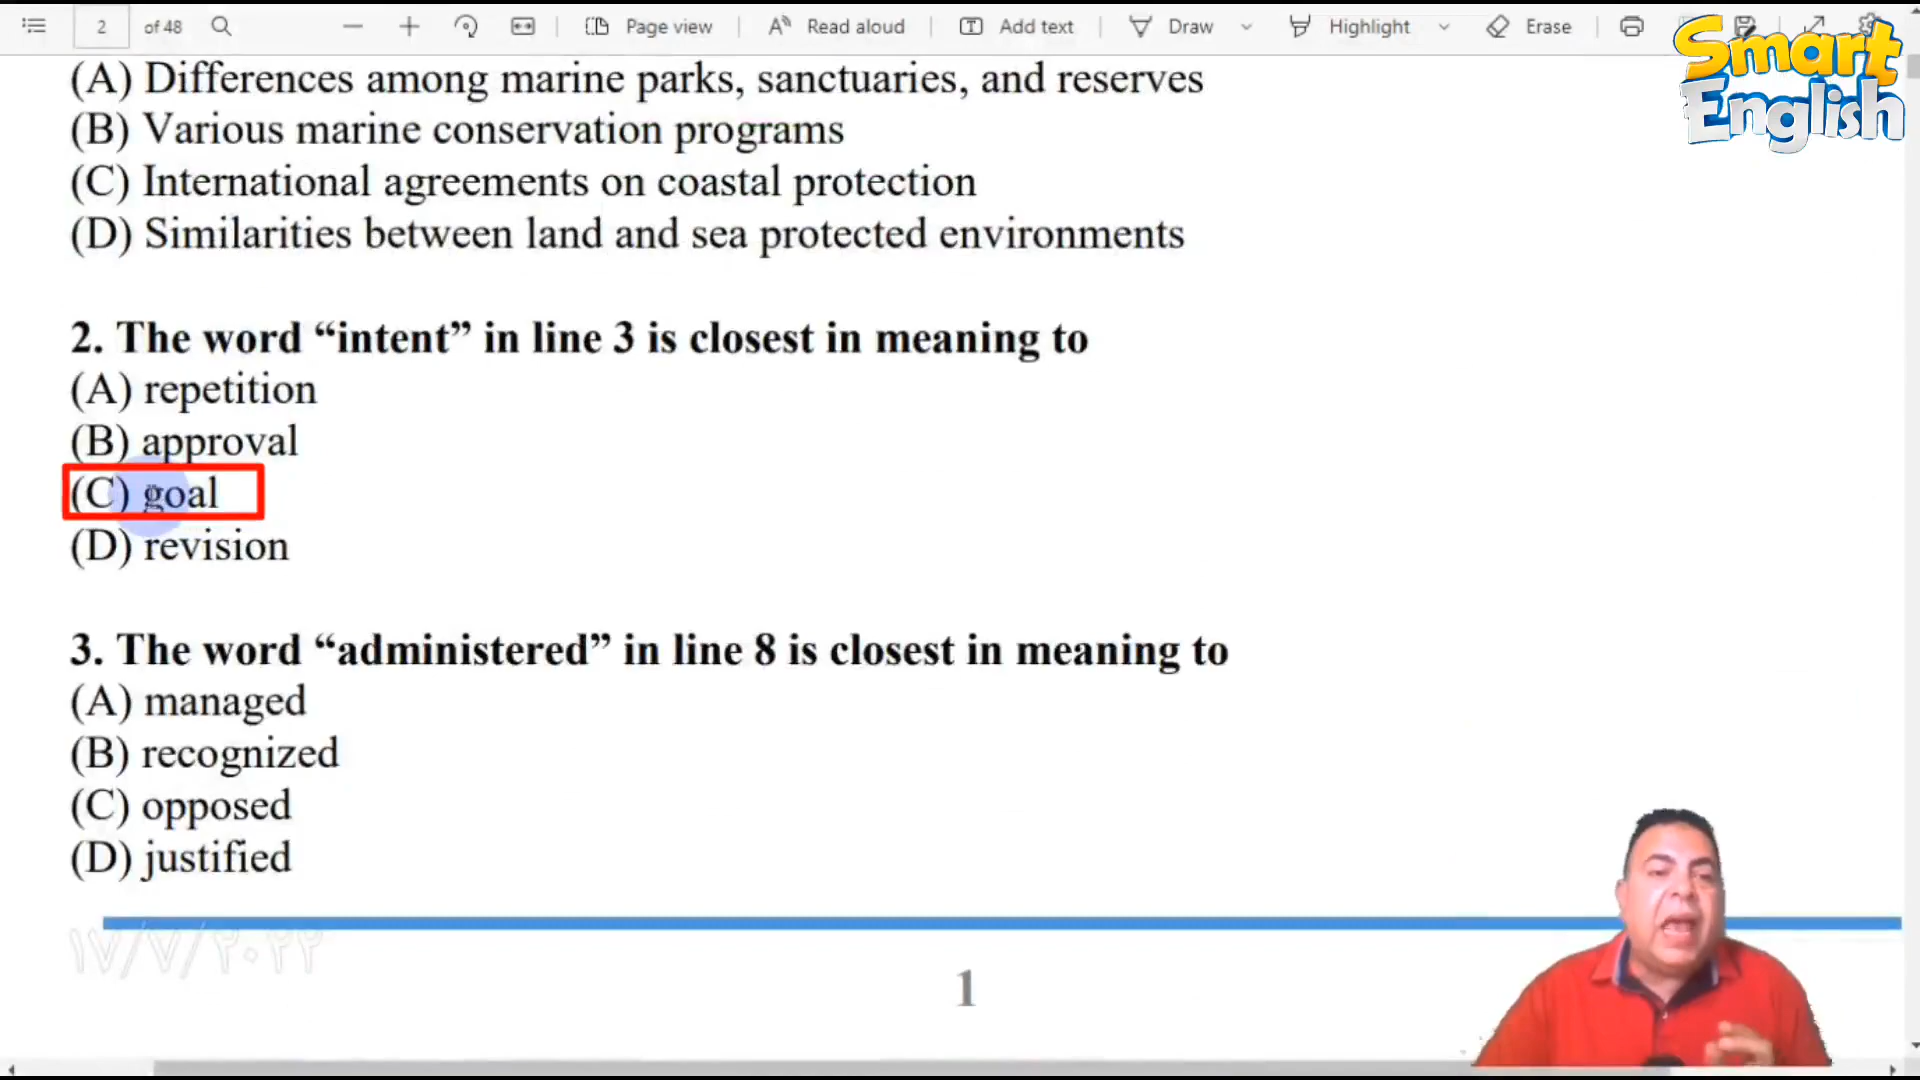 2 of 48 Page view Read aloud Add text Draw Highlight Erase
Smart
English
(A) Differences among marine parks, sanctuaries, and reserves
(B) Various marine conservation programs
(C) International agreements on coastal protection
(D) Similarities between land and sea protected environments
2. The word “intent” in line 3 is closest in meaning to
(A) repetition
(B) approval
(C) goal
(D) revision
3. The word “administered” in line 8 is closest in meaning to
(A) managed
(B) recognized
(C) opposed
(D) justified
١٧/٧/٢٠٢٢
1